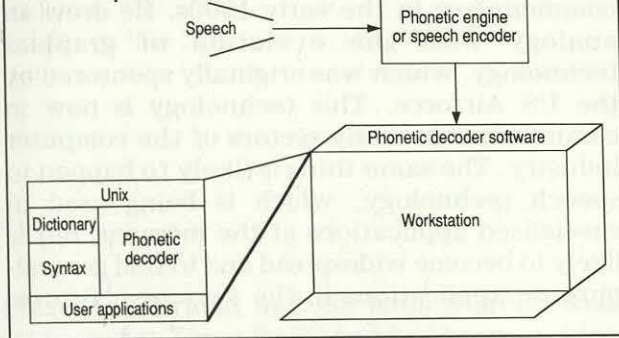 Speech
Phonetic engine
or speech encoder
Phonetic decoder software
Workstation
Unix
Dictionary
Syntax
Phonetic
decoder
User applications